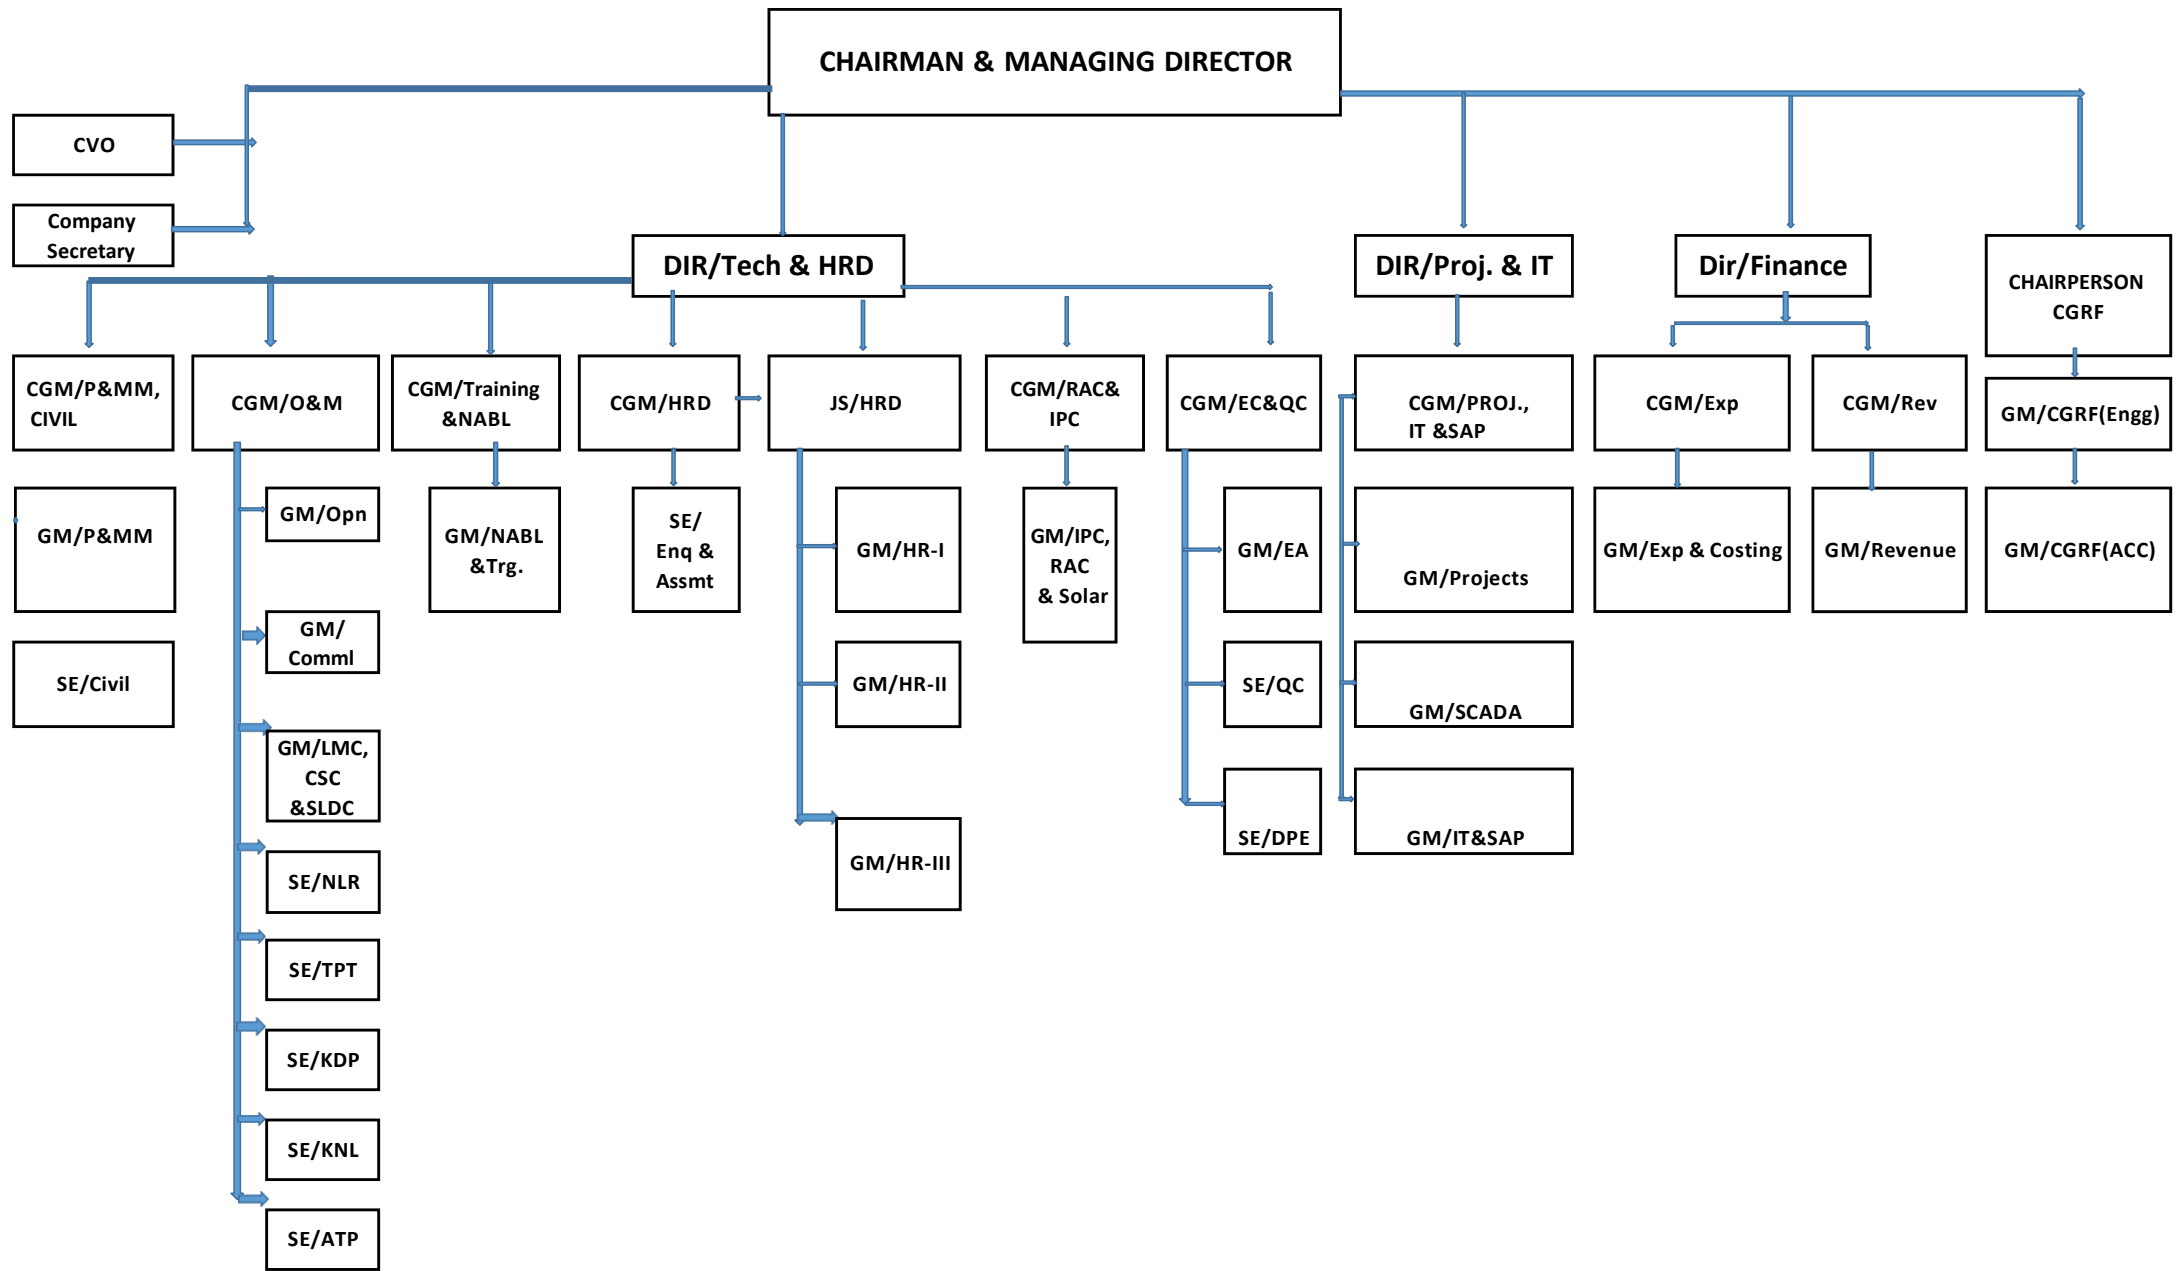 CHAIRMAN & MANAGING DIRECTOR
CVO
Company
Secretary
DIR/Tech & HRD
DIR/Proj. & IT
Dir/Finance
CHAIRPERSON
CGRF
CGM/P&MM,
CIVIL
CGM/O&M
CGM/Training
&NABL
CGM/HRD
JS/HRD
CGM/RAC&
IPC
CGM/EC&QC
CGM/PROJ.,
IT &SAP
CGM/Exp
CGM/Rev
GM/CGRF(Engg)
GM/P&MM
GM/Opn
GM/NABL
&Trg.
SE/
Enq &
Assmt
GM/HR-I
GM/IPC,
RAC
& Solar
GM/EA
GM/Projects
GM/Exp & Costing
GM/Revenue
GM/CGRF(ACC)
GM/
Comml
SE/Civil
GM/HR-II
SE/QC
GM/SCADA
GM/LMC,
CSC
&SLDC
GM/HR-III
SE/DPE
GM/IT&SAP
SE/NLR
SE/TPT
SE/KDP
SE/KNL
SE/ATP